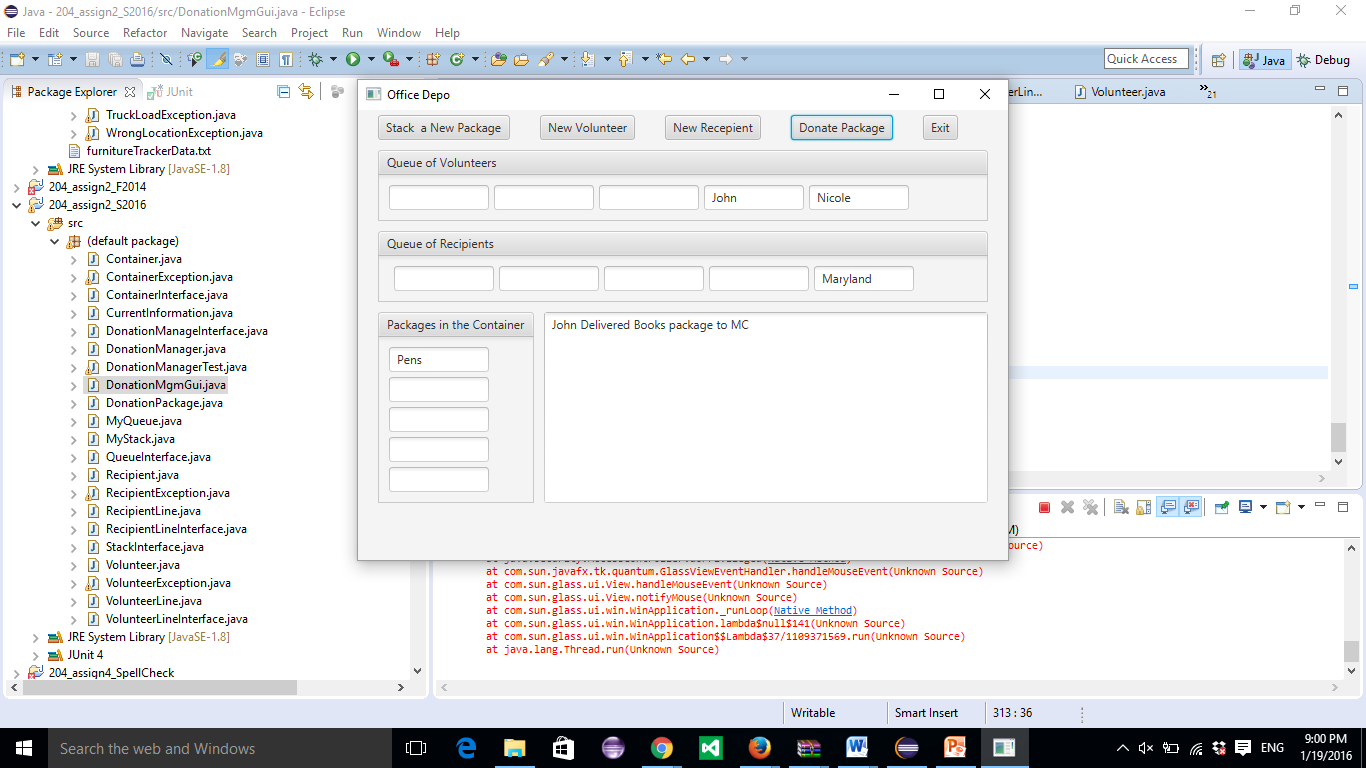 Java - 204_assign2_S2016/src/DonationMgmGui.java - Eclipse
File Edit Source Refactor Navigate Search Project Run Window Help
Quick Access
Java
Debug
Package Explorer
JUnit
TruckLoadException.java
WrongLocationException.java
furnitureTrackerData.txt
JRE System Library [JavaSE-1.8]
204_assign2_F2014
204_assign2_S2016
src
(default package)
Container.java
ContainerException.java
ContainerInterface.java
CurrentInformation.java
DonationManageInterface.java
DonationManager.java
DonationManagerTest.java
DonationMgmGui.java
DonationPackage.java
MyQueue.java
MyStack.java
QueueInterface.java
Recipient.java
RecipientException.java
RecipientLine.java
RecipientLineInterface.java
StackInterface.java
Volunteer.java
VolunteerException.java
VolunteerLine.java
VolunteerLineInterface.java
JRE System Library [JavaSE-1.8]
JUnit 4
204_assign4_SpellCheck
Office Depo
Stack a New Package
New Volunteer
New Recepient
Donate Package
Exit
Queue of Volunteers
John
Nicole
Queue of Recipients
Maryland
Packages in the Container
Pens
John Delivered Books package to MC
erLin...
Volunteer.java
21
M)
ource)
at com.sun.javafx.tk.quantum.GlassViewEventHandler.handleMouseEvent(Unknown Source)
at com.sun.glass.ui.View.handleMouseEvent(Unknown Source)
at com.sun.glass.ui.View.notifyMouse(Unknown Source)
at com.sun.glass.ui.win.WinApplication._runLoop(Native Method)
at com.sun.glass.ui.win.WinApplication.lambda$null$141(Unknown Source)
at com.sun.glass.ui.win.WinApplication$$Lambda$37/1109371569.run(Unknown Source)
at java.lang.Thread.run(Unknown Source)
Writable
Smart Insert
313 : 36
Search the web and Windows
ENG
9:00 PM
1/19/2016